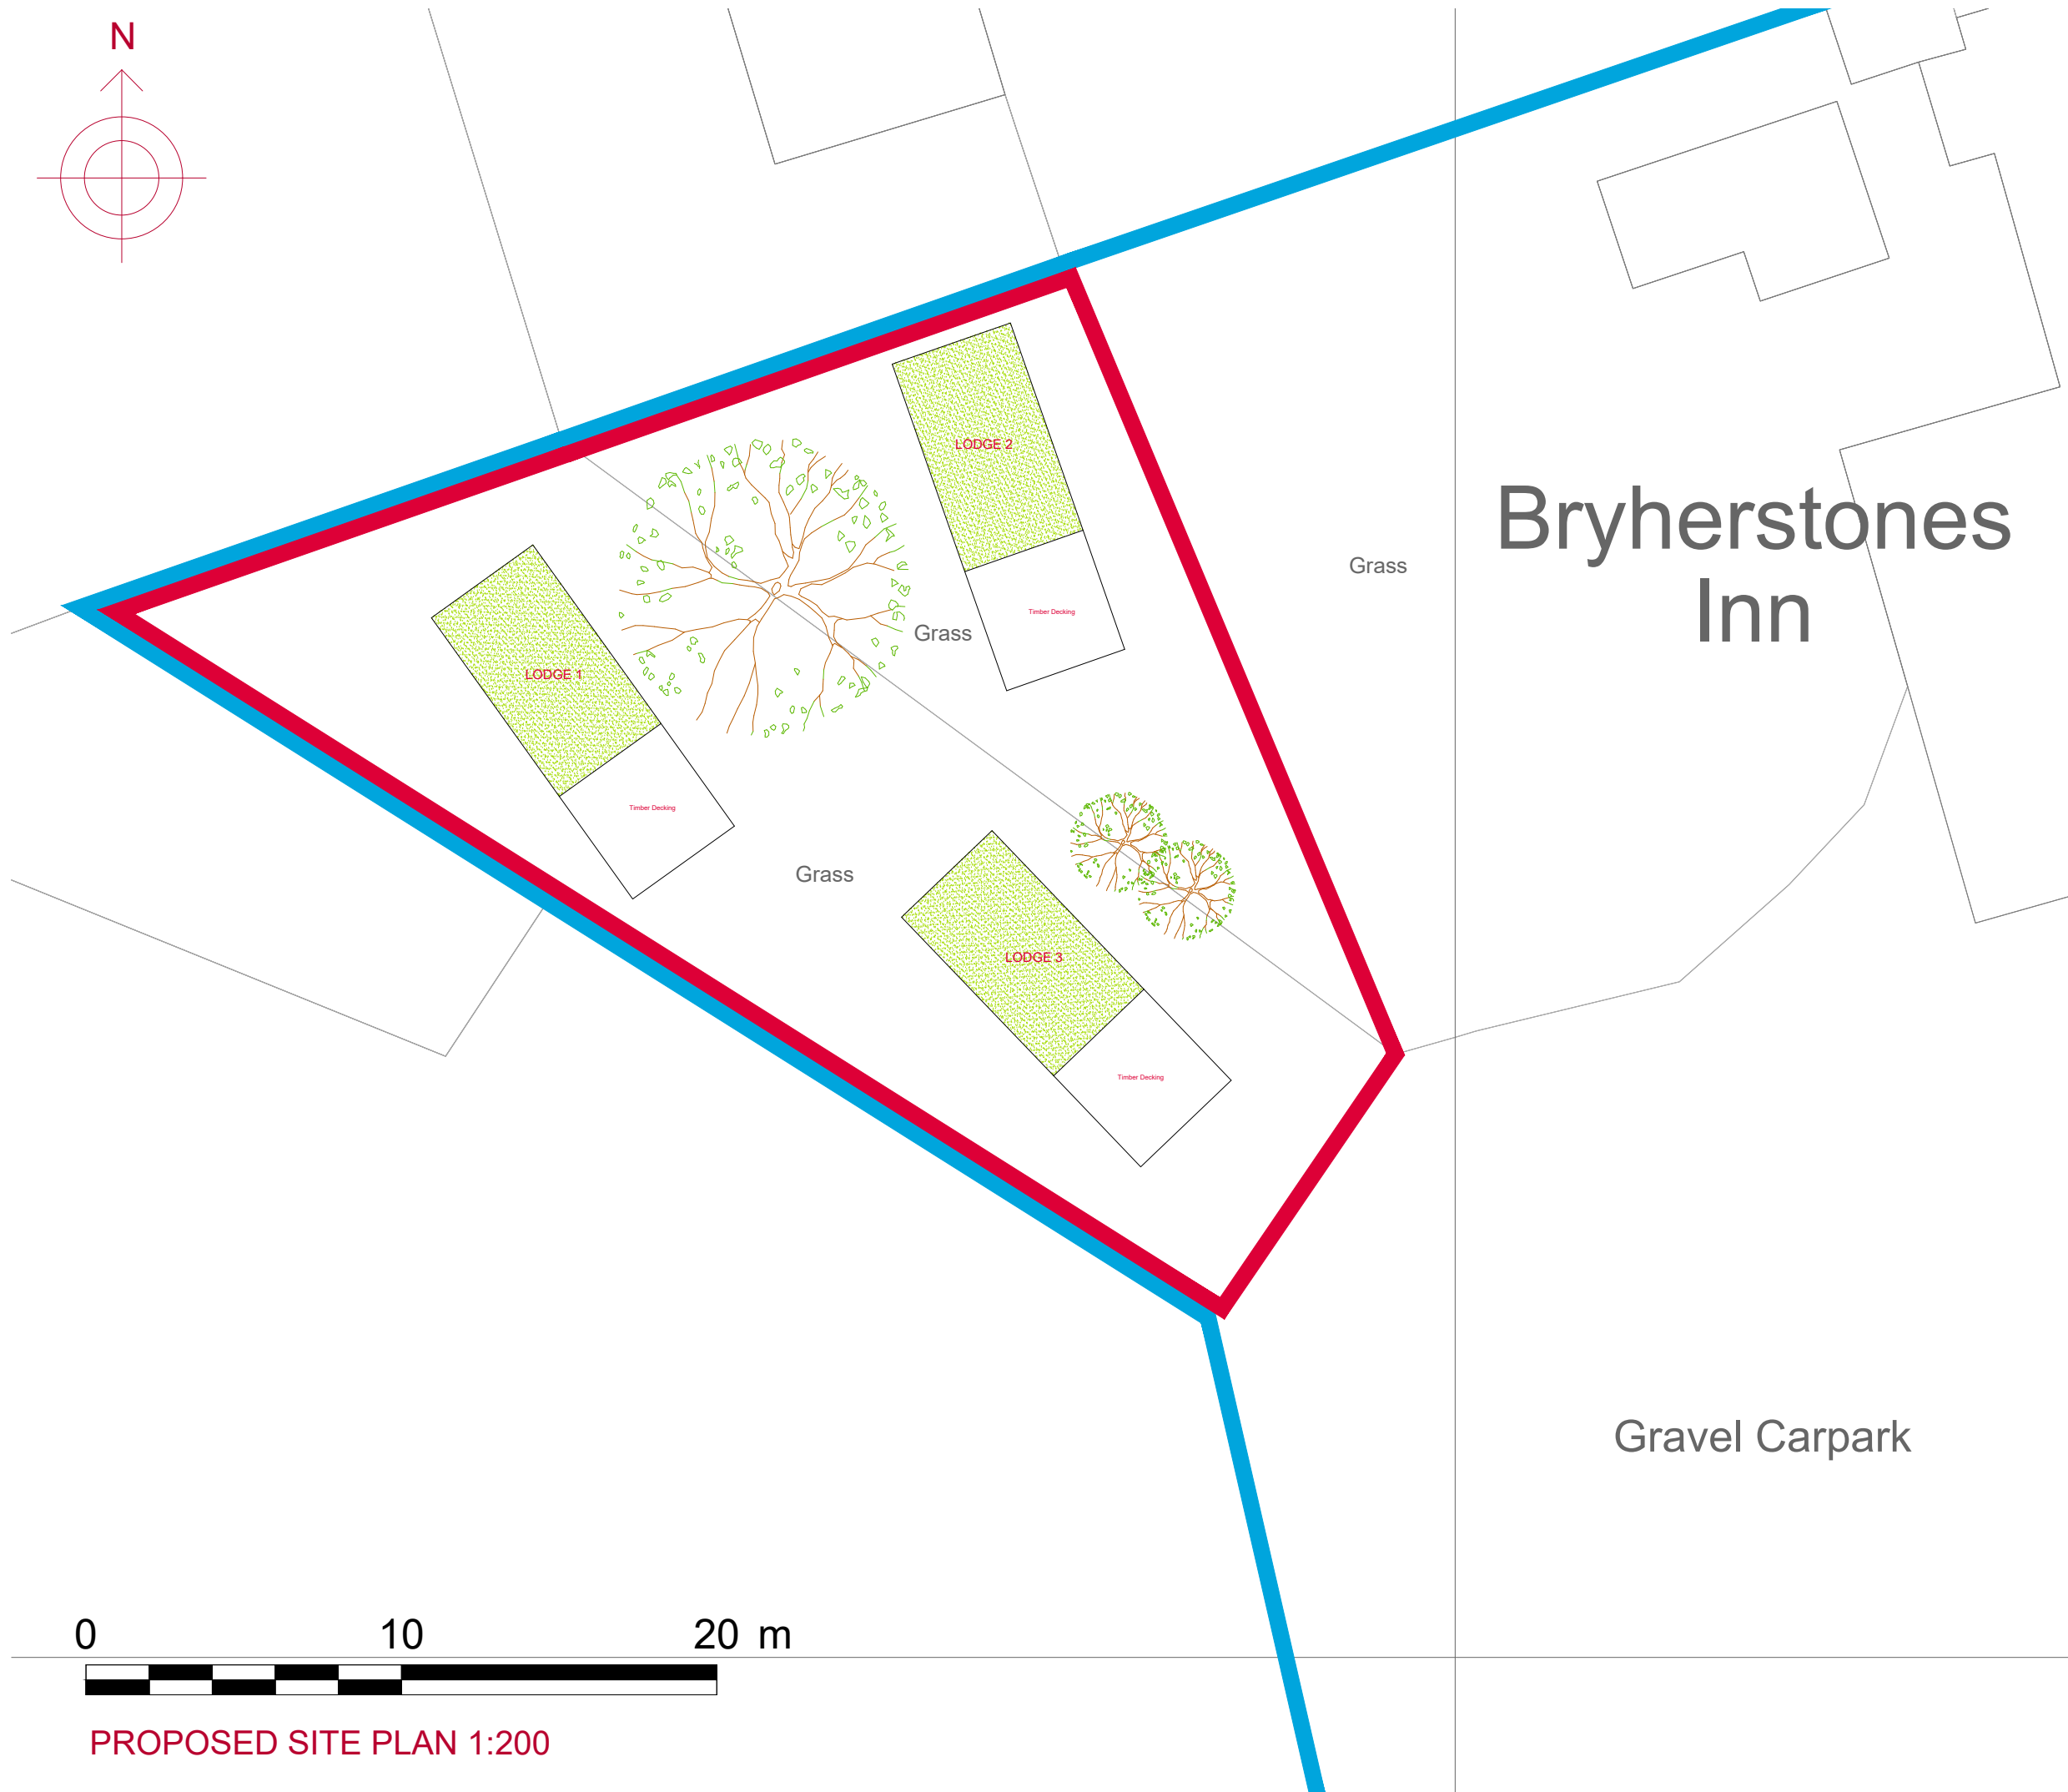 N
LODGE 2
Bryherstones
Inn
Grass
Timber Decking
Grass
LODGE 1
Timber Decking
Grass
LODGE 3
Timber Decking
Gravel Carpark
0 10 20 m
PROPOSED SITE PLAN 1:200